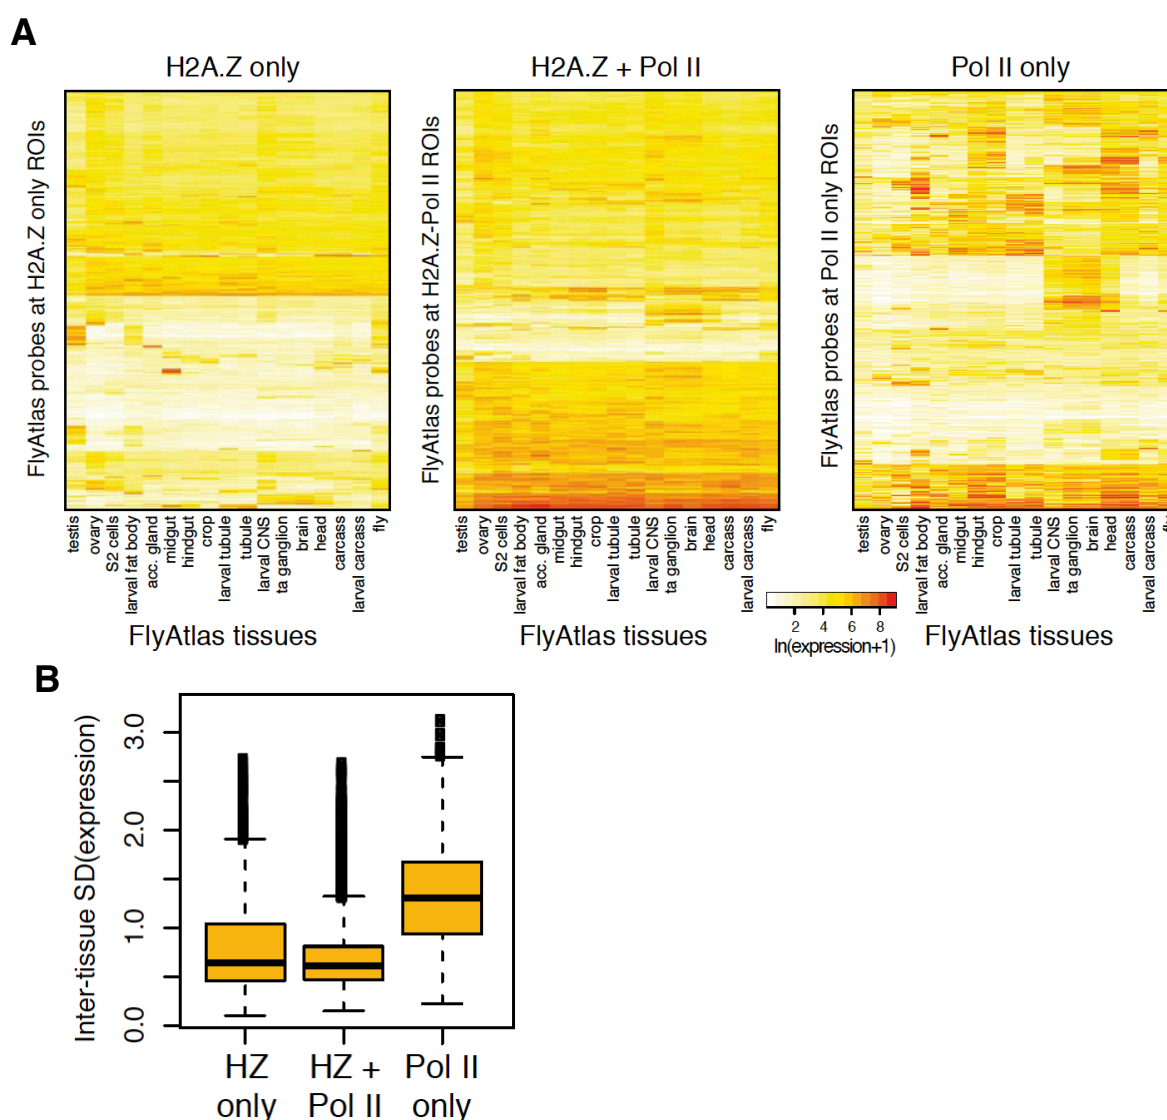 A
H2A.Z only
H2A.Z + Pol II
Pol II only
FlyAtlas probes at H2A.Z only ROIs
FlyAtlas probes at H2A.Z-Pol II ROIs
FlyAtlas probes at Pol II only ROIs
testis
ovary
S2 cells
larval fat body
acc. gland
midgut
hindgut
crop
larval tubule
tubule
larval CNS
ta ganglion
brain
head
carcass
larval carcass
fly
testis
ovary
S2 cells
larval fat body
acc. gland
midgut
hindgut
crop
larval tubule
tubule
larval CNS
ta ganglion
brain
head
carcass
larval carcass
fly
testis
ovary
S2 cells
larval fat body
acc. gland
midgut
hindgut
crop
larval tubule
tubule
larval CNS
ta ganglion
brain
head
carcass
larval carcass
FlyAtlas tissues
FlyAtlas tissues
FlyAtlas tissues
2 4 6 8
ln(expression+1)
B
Inter-tissue SD(expression)
3.0
2.0
1.0
0.0
HZ
only
HZ +
Pol II
Pol II
only